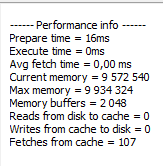 ------ Performance info ------
Prepare time = 16ms
Execute time = 0ms
Avg fetch time = 0,00 ms
Current memory = 9 572 540
Max memory = 9 934 324
Memory buffers = 2 048
Reads from disk to cache = 0
Writes from cache to disk = 0
Fetches from cache = 107